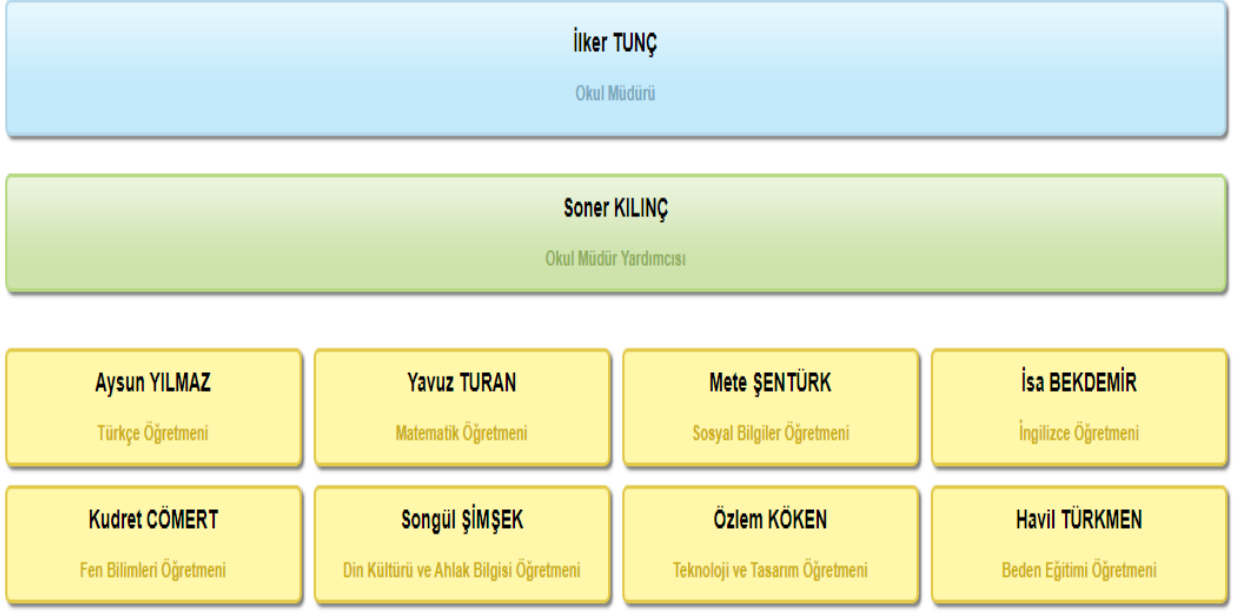 İlker TUNÇ
Okul Müdürü
Soner KILINÇ
Okul Müdür Yardımcısı
Aysun YILMAZ
Türkçe Öğretmeni
Yavuz TURAN
Matematik Öğretmeni
Mete ŞENTÜRK
Sosyal Bilgiler Öğretmeni
İsa BEKDEMİR
İngilizce Öğretmeni
Kudret CÖMERT
Fen Bilimleri Öğretmeni
Songül ŞİMŞEK
Din Kültürü ve Ahlak Bilgisi Öğretmeni
Özlem KÖKEN
Teknoloji ve Tasarım Öğretmeni
Havil TÜRKMEN
Beden Eğitimi Öğretmeni